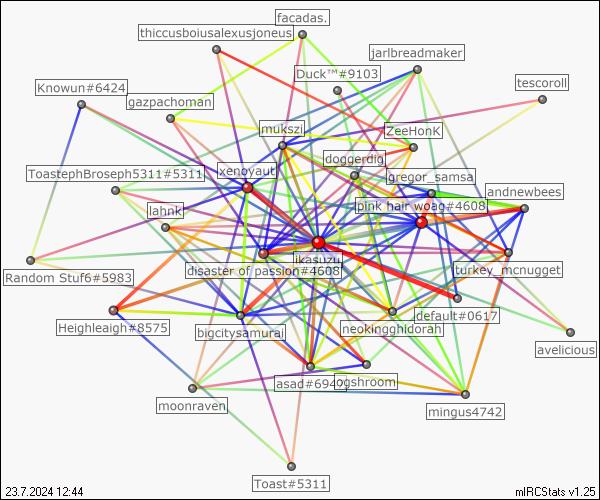 facadas.
thiccusboiusalexusjoneus
jarlbreadmaker
Duck™#9103
Knowun#6424
tescoroll
gazpachoman
mukszi
ZeeHonK
doggerdig
xenoyaut
ToastephBroseph5311#5311
gregor_samsa
andnewbees
lahnk
pink hair woag#4608
ikasuzu
Random Stuf6#5983
disaster of passion#4608
turkey_mcnugget
default#0617
Heighleaigh#8575
bigcitysamurai
neokingghidorah
avelicious
asad#694
ogshroom
moonraven
mingus4742
Toast#5311
23.7.2024 12:44
mIRCStats v1.25